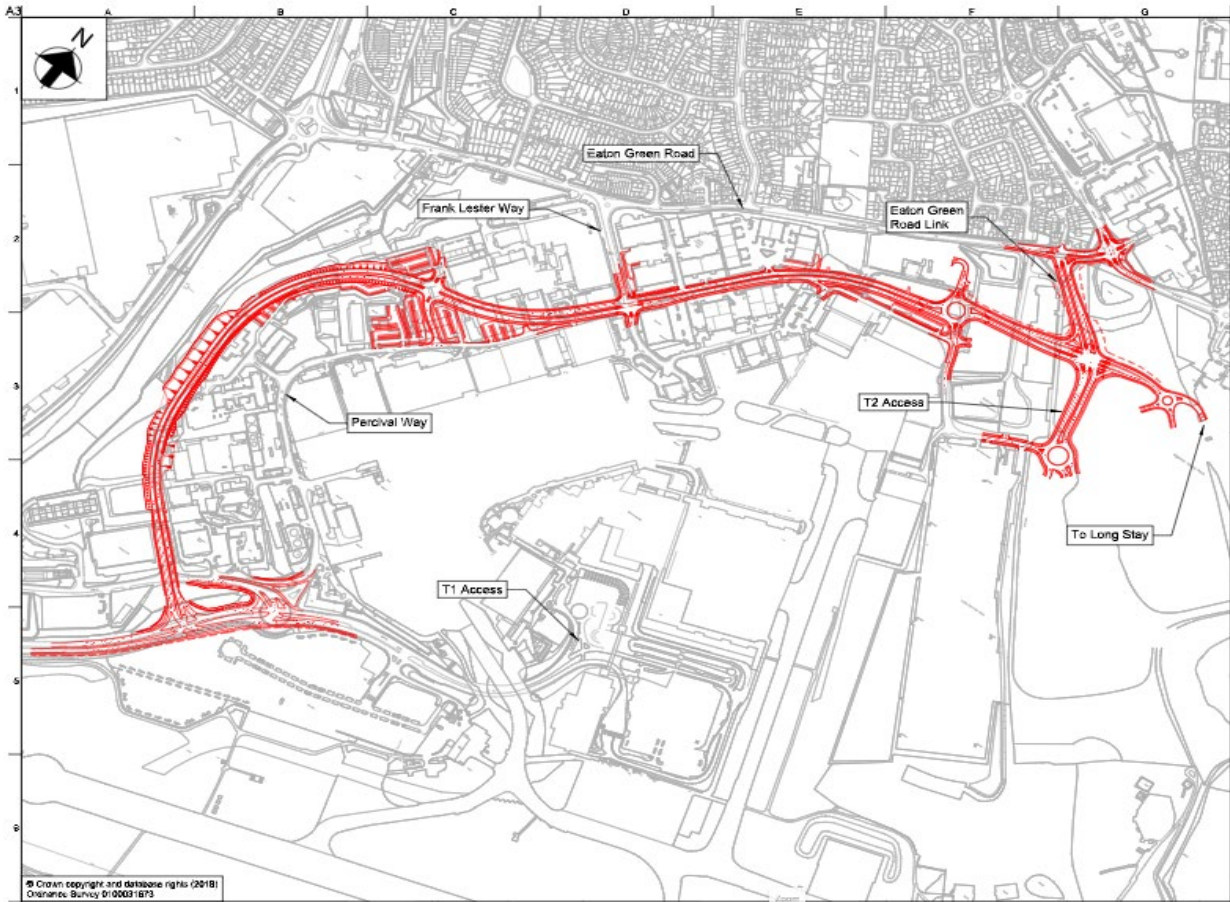 A3
A
B
C
D
E
F
G
N
1
2
3
4
5
6
Eaton Green Road
Frank Lester Way
Eaton Green
Road Link
Percival Way
T2 Access
To Long Stay
T1 Access
© Crown copyright and database rights (2018)
Ordnance Survey 0100031673
Zoom